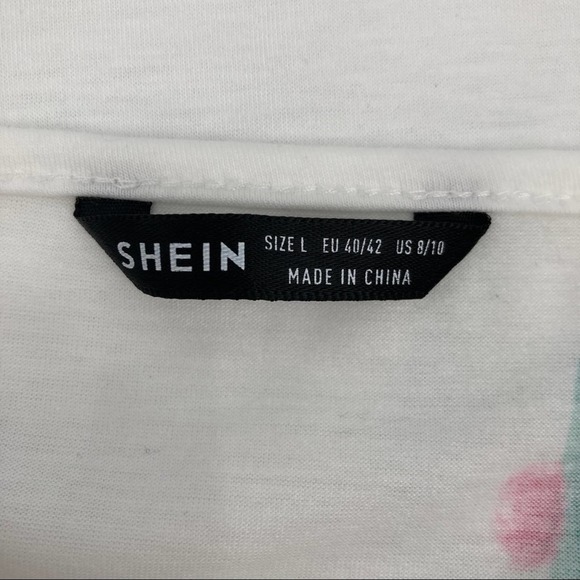 SHEIN
SIZE L EU 40/42 US 8/10
MADE IN CHINA